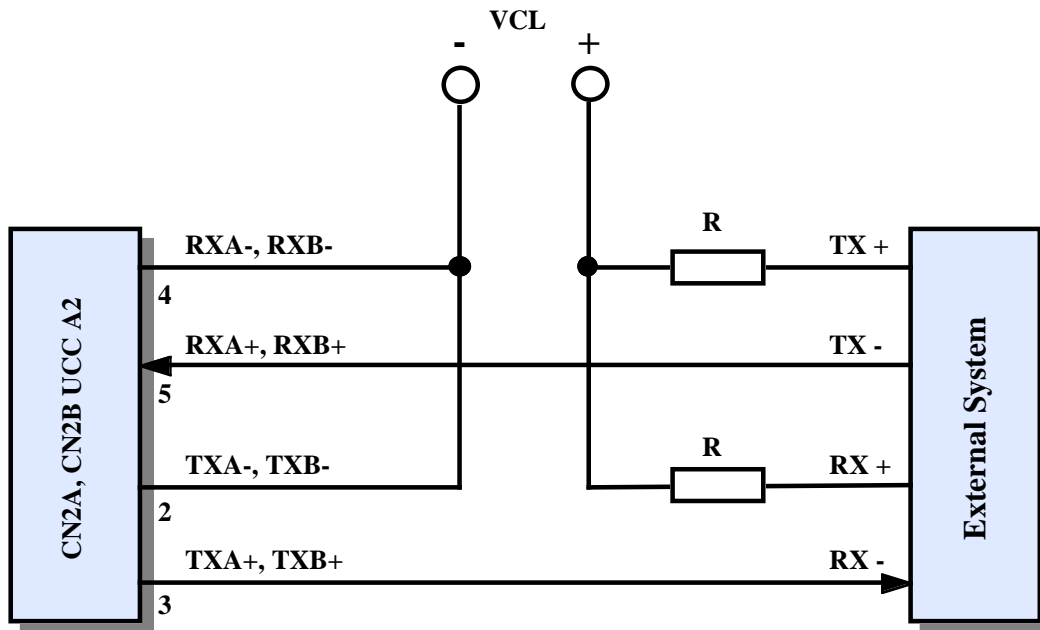 VCL
- +
R
RXA-, RXB-
TX +
4
RXA+, RXB+
TX -
5
R
TXA-, TXB-
RX +
2
TXA+, TXB+
RX -
3
CN2A, CN2B UCC A2
External System